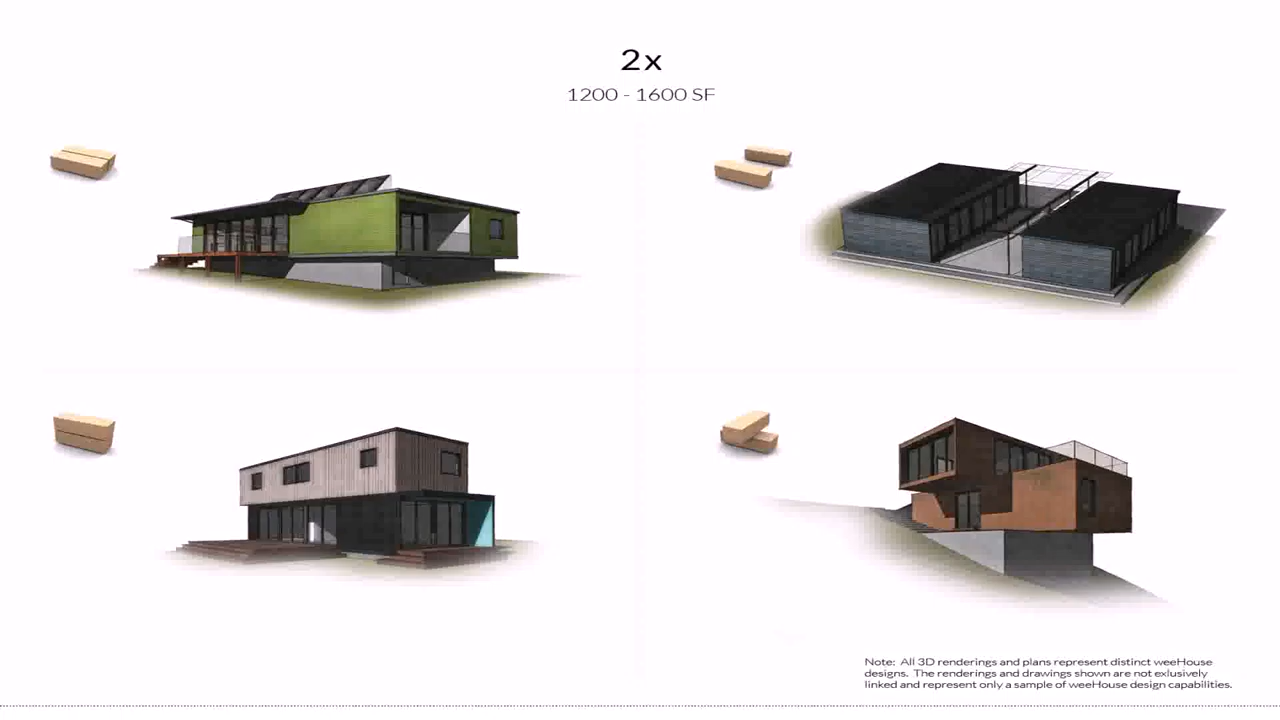 2x
1200 - 1600 SF
Note: All 3D renderings and plans represent distinct weeHouse
designs. The renderings and drawings shown are not exlusively
linked and represent only a sample of weeHouse design capabilities.